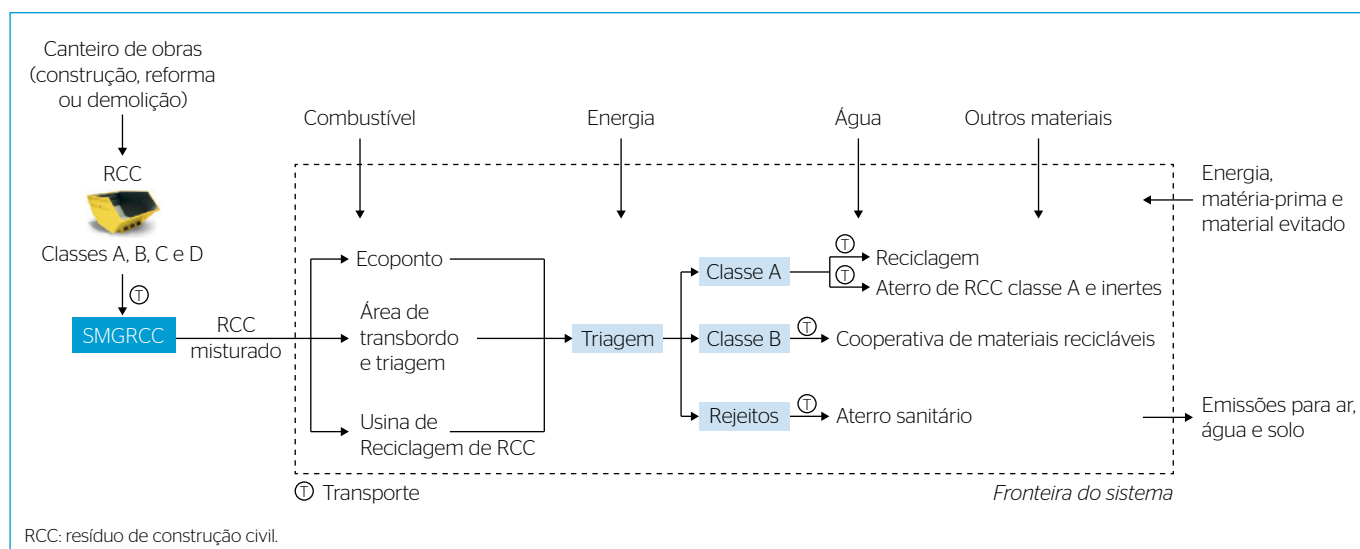 Canteiro de obras
(construção, reforma
ou demolição)
RCC
Classes A, B, C e D
T
SMGRCC
RCC
misturado
Combustível
Energia
Água
Outros materiais
Energia,
matéria-prima e
material evitado
Ecoponto
Área de
transbordo
e triagem
Usina de
Reciclagem de RCC
Triagem
Classe A
T
Reciclagem
T
Aterro de RCC classe A e inertes
Classe B
T
Cooperativa de materiais recicláveis
Rejeitos
T
Aterro sanitário
Emissões para ar,
água e solo
T Transporte
Fronteira do sistema
RCC: resíduo de construção civil.